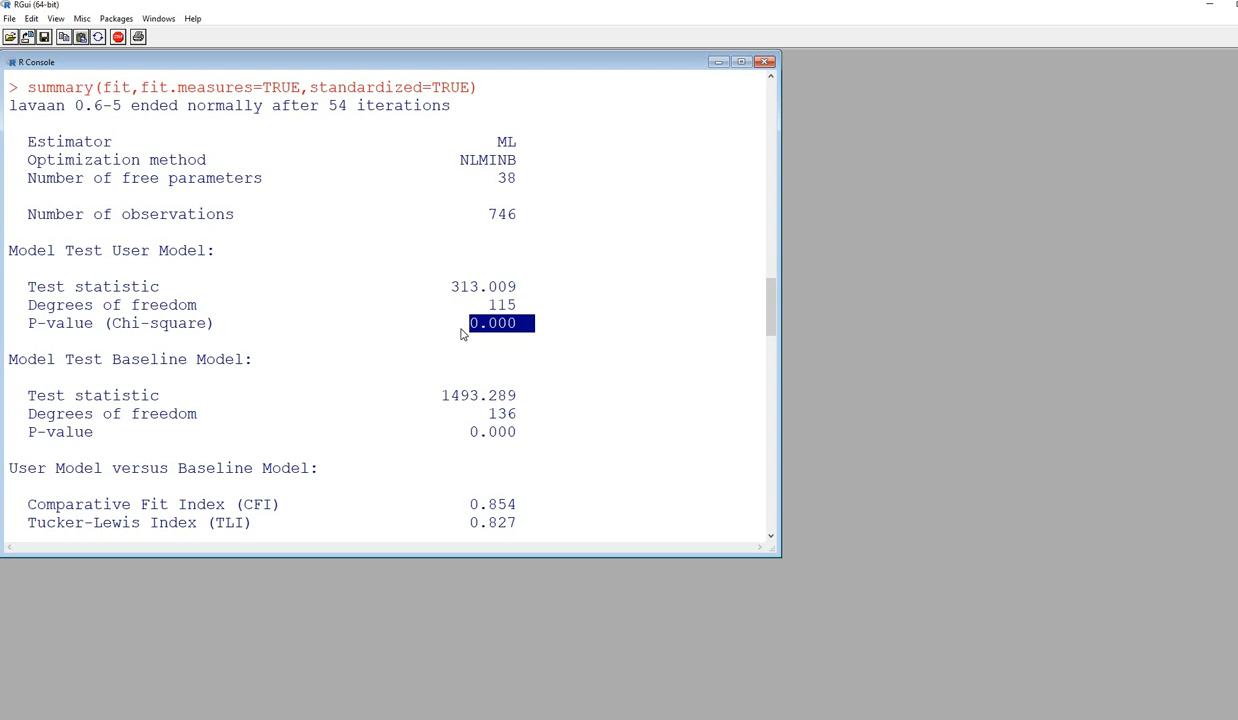 RGui (64-bit)
File Edit View Misc Packages Windows Help
STOP
R Console
> summary(fit,fit.measures=TRUE,standardized=TRUE)
lavaan 0.6-5 ended normally after 54 iterations
Estimator ML
Optimization method NLMINB
Number of free parameters 38
Number of observations 746
Model Test User Model:
Test statistic 313.009
Degrees of freedom 115
P-value (Chi-square) 0.000
Model Test Baseline Model:
Test statistic 1493.289
Degrees of freedom 136
P-value 0.000
User Model versus Baseline Model:
Comparative Fit Index (CFI) 0.854
Tucker-Lewis Index (TLI) 0.827